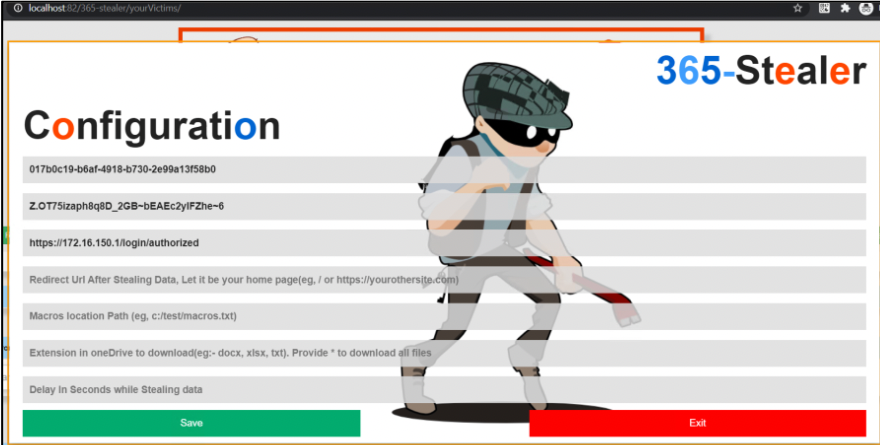 localhost:82/365-stealer/yourVictims/
365-Stealer
Configuration
017b0c19-b6af-4918-b730-2e99a13f58b0
Z.OT75izaph8q8D_2GB~bEAEc2yIFZhe~6
https://172.16.150.1/login/authorized
Redirect Url After Stealing Data, Let it be your home page(eg, / or https://yourothersite.com)
Macros location Path (eg, c:/test/macros.txt)
Extension in oneDrive to download(eg:- docx, xlsx, txt). Provide * to download all files
Delay In Seconds while Stealing data
Save
Exit